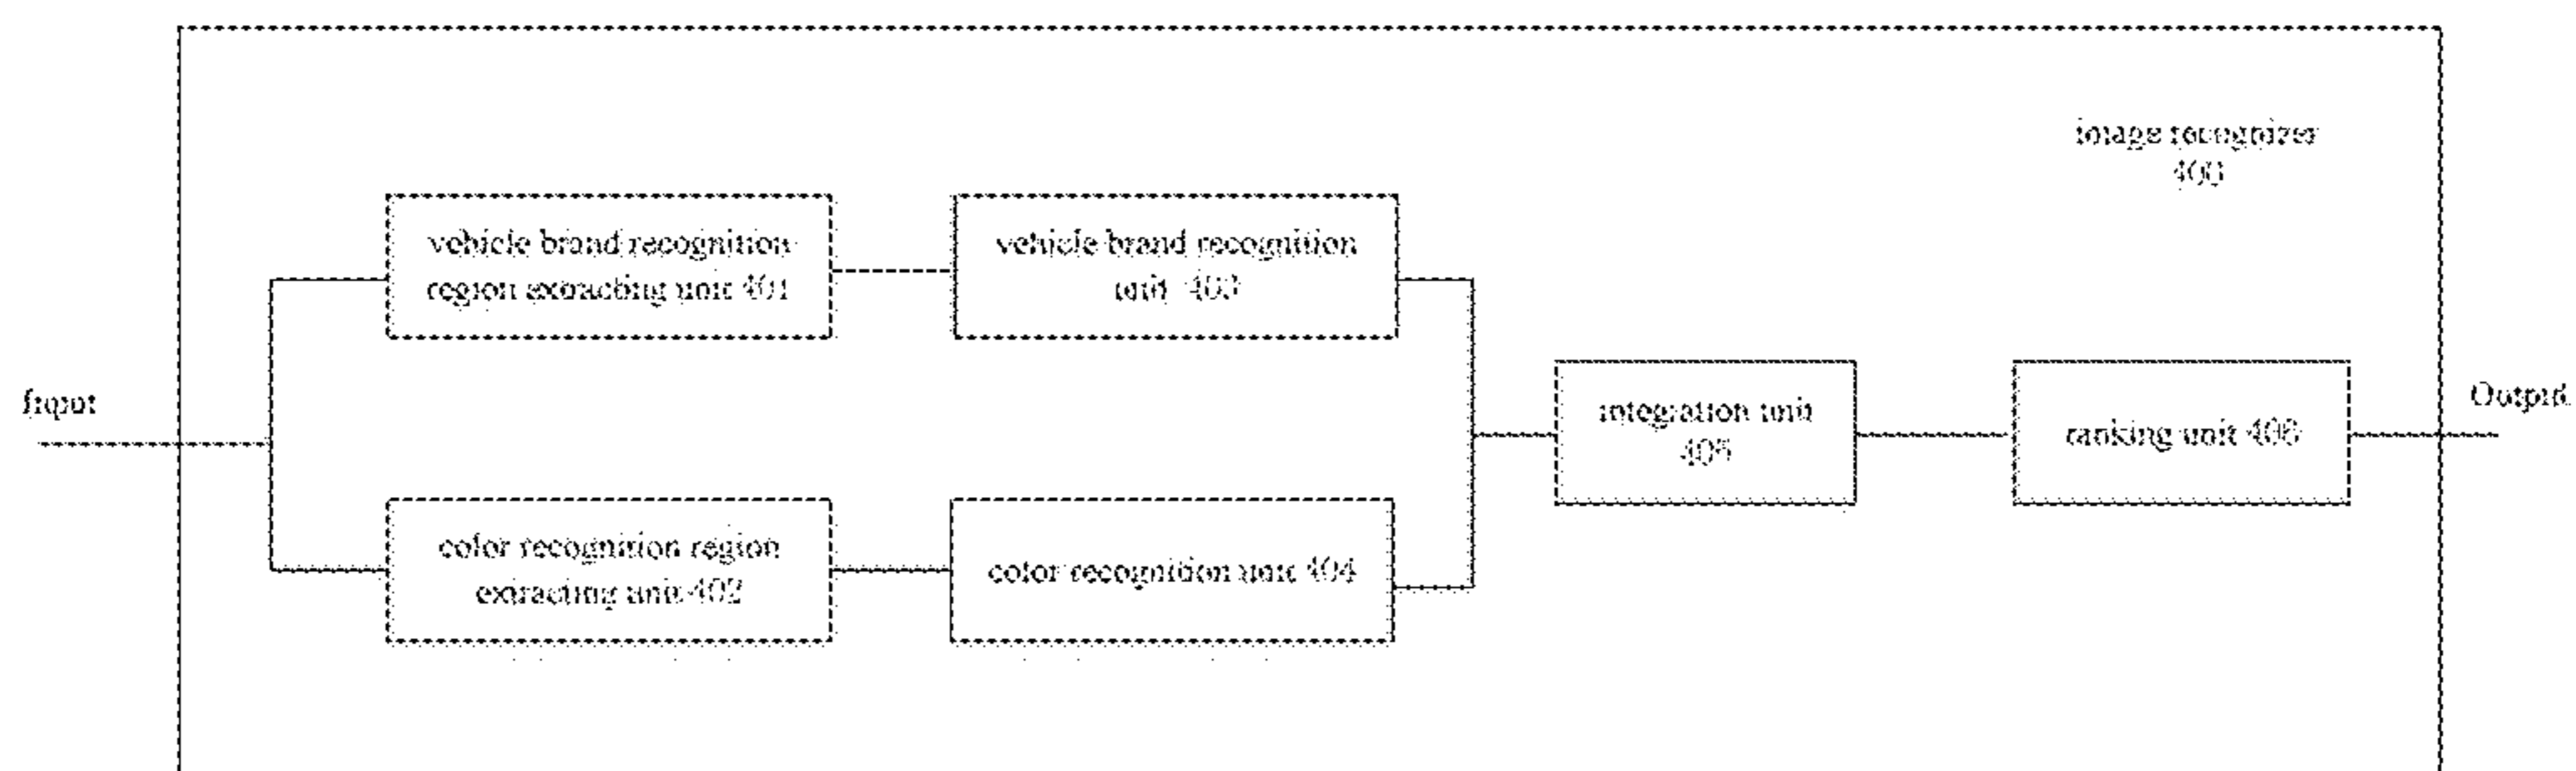 image recognizer
400
vehicle brand recognition
region extracting unit 401
vehicle brand recognition
unit 403
Input
integration unit
405
ranking unit 406
Output
color recognition region
extracting unit 402
color recognition unit 404